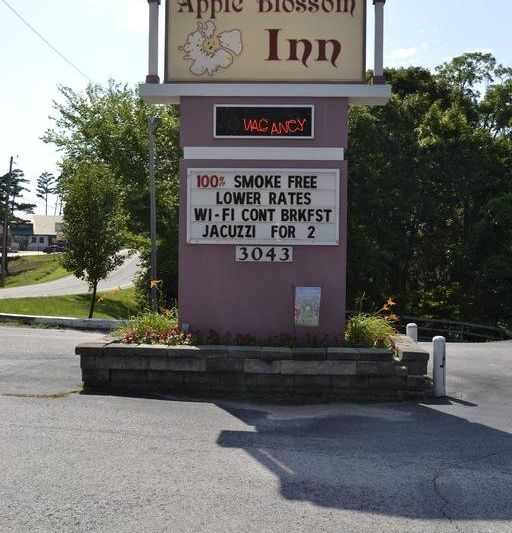 Apple Blossom
Inn
VACANCY
100% SMOKE FREE
LOWER RATES
WI-FI CONT BRKFST
JACUZZI FOR 2
3043